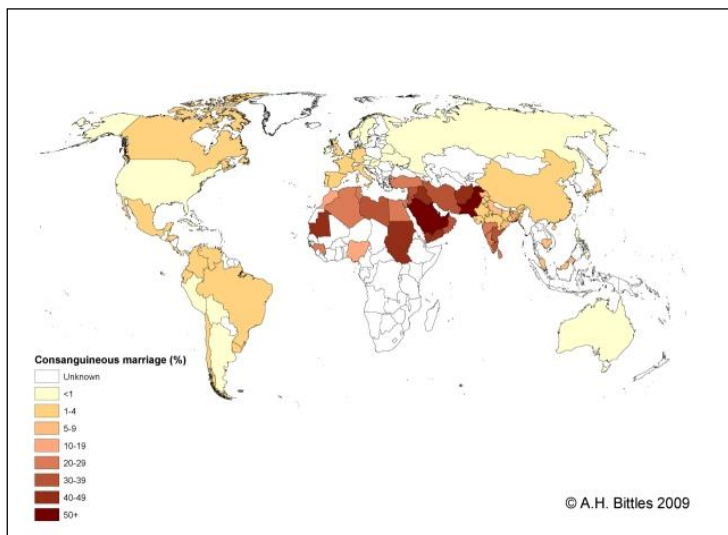 Consanguineous marriage (%)
Unknown
<1
1-4
5-9
10-19
20-29
30-39
40-49
50+
© A.H. Bittles 2009